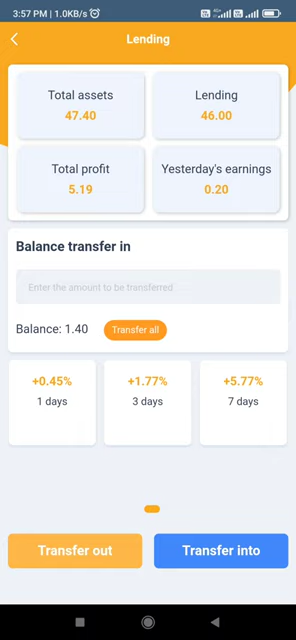 3:57 PM | 1.0KB/s
Lending
Total assets
47.40
Lending
46.00
Total profit
5.19
Yesterday's earnings
0.20
Balance transfer in
Enter the amount to be transferred
Balance: 1.40
Transfer all
+0.45%
1 days
+1.77%
3 days
+5.77%
7 days
Transfer out
Transfer into